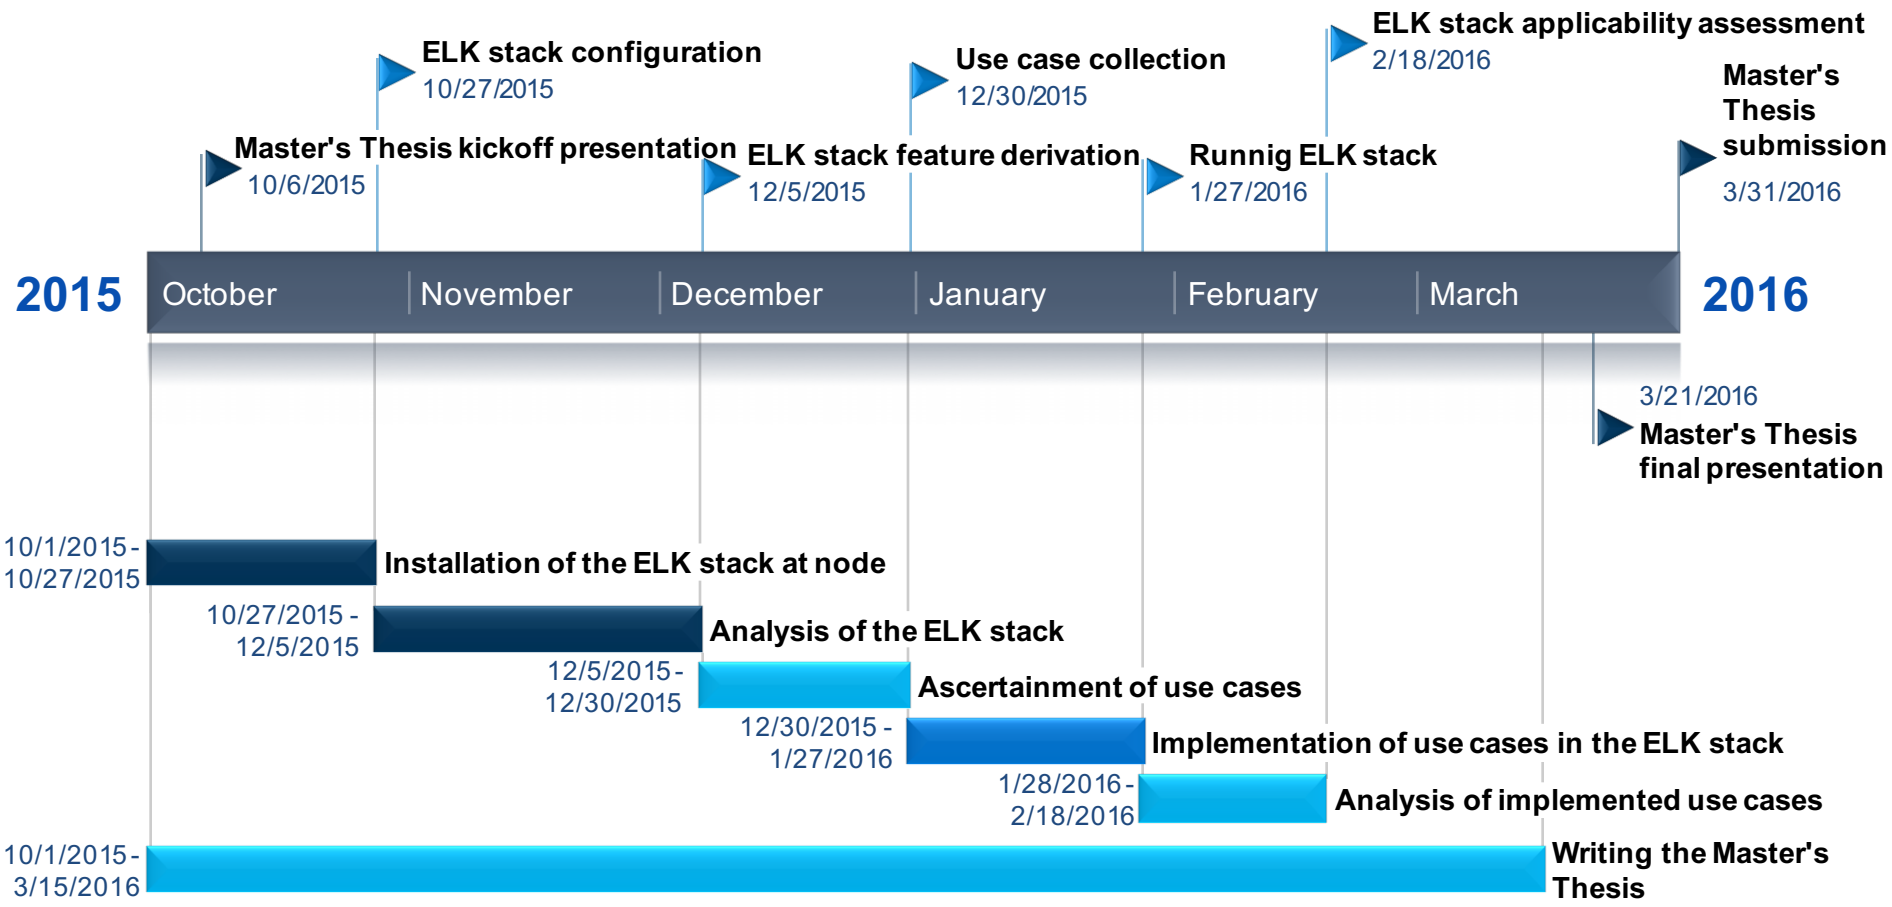 ELK stack applicability assessment
2/18/2016
ELK stack configuration
10/27/2015
Use case collection
12/30/2015
Master's
Thesis
submission
3/31/2016
Master's Thesis kickoff presentation
10/6/2015
ELK stack feature derivation
12/5/2015
Runnig ELK stack
1/27/2016
2015 October November December January February March 2016
3/21/2016
Master's Thesis
final presentation
10/1/2015 -
10/27/2015
Installation of the ELK stack at node
10/27/2015 -
12/5/2015
Analysis of the ELK stack
12/5/2015 -
12/30/2015
Ascertainment of use cases
12/30/2015 -
1/27/2016
Implementation of use cases in the ELK stack
1/28/2016 -
2/18/2016
Analysis of implemented use cases
10/1/2015 -
3/15/2016
Writing the Master's
Thesis